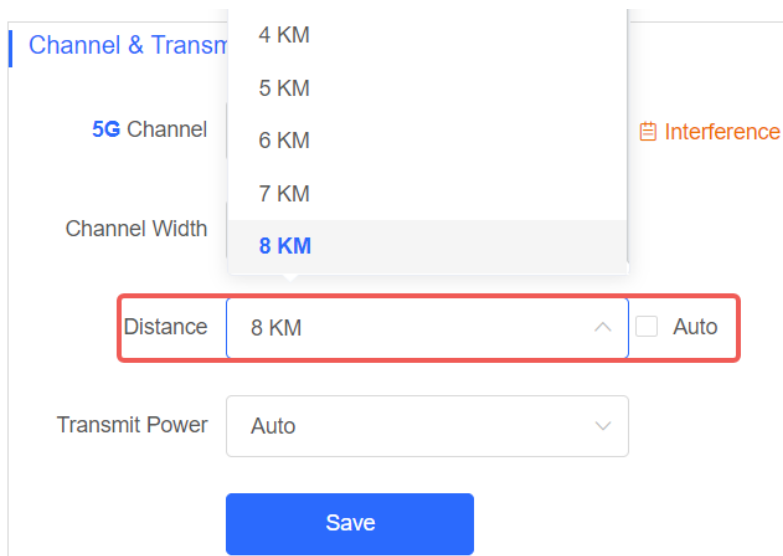 4 KM
Channel & Transm
5 KM
5G Channel
6 KM
Interference
7 KM
Channel Width
8 KM
Distance 8 KM Auto
Transmit Power Auto
Save